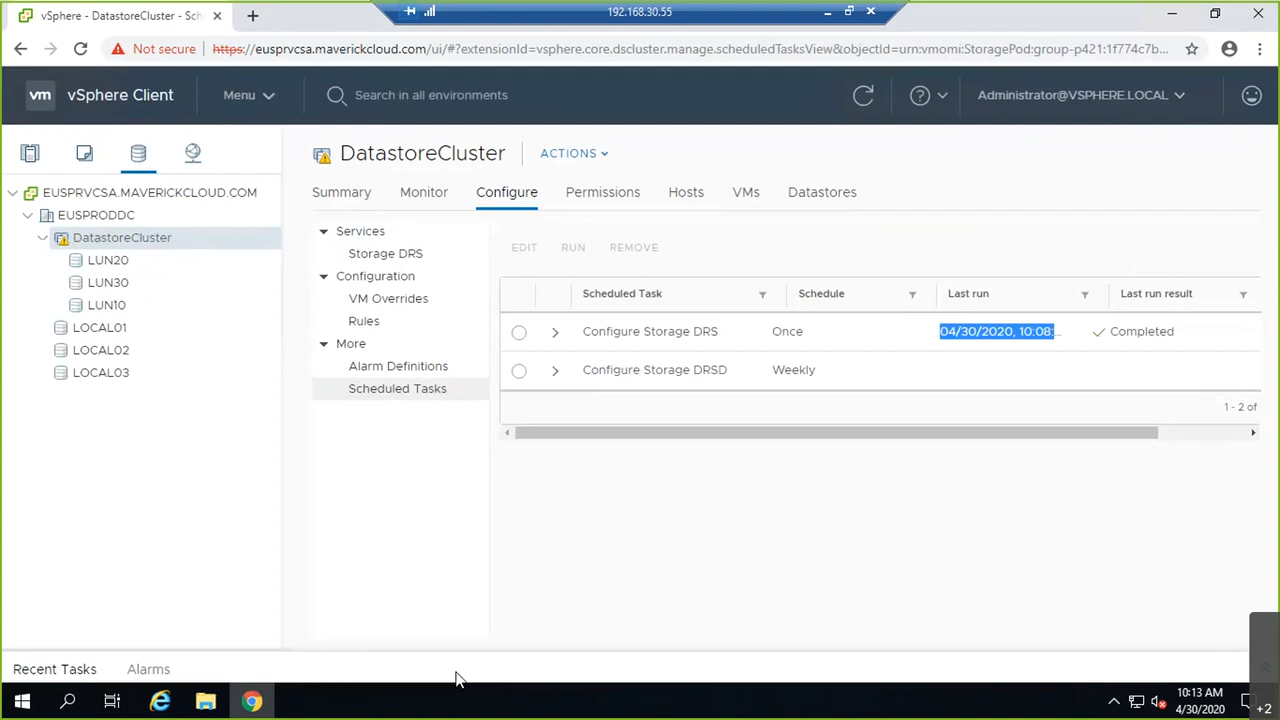 vSphere - DatastoreCluster - Sch
192.168.30.55
Not secure
https://eusprvcsa.maverickcloud.com/ui/#?extensionId=vsphere.core.dscluster.manage.scheduledTasksView&objectId=urn:vmomi:StoragePod:group-p421:1f774c7b...
vm vSphere Client
Menu
Search in all environments
Administrator@VSPHERE.LOCAL
DatastoreCluster
ACTIONS
Summary Monitor Configure Permissions Hosts VMs Datastores
EUSPRVCSA.MAVERICKCLOUD.COM
EUSPRODDC
DatastoreCluster
LUN20
LUN30
LUN10
LOCAL01
LOCAL02
LOCAL03
Services
Storage DRS
Configuration
VM Overrides
Rules
More
Alarm Definitions
Scheduled Tasks
EDIT RUN REMOVE
Scheduled Task Schedule Last run Last run result
Configure Storage DRS Once 04/30/2020, 10:08:... Completed
Configure Storage DRSD Weekly
1 - 2 of
Recent Tasks Alarms
10:13 AM
4/30/2020
+2